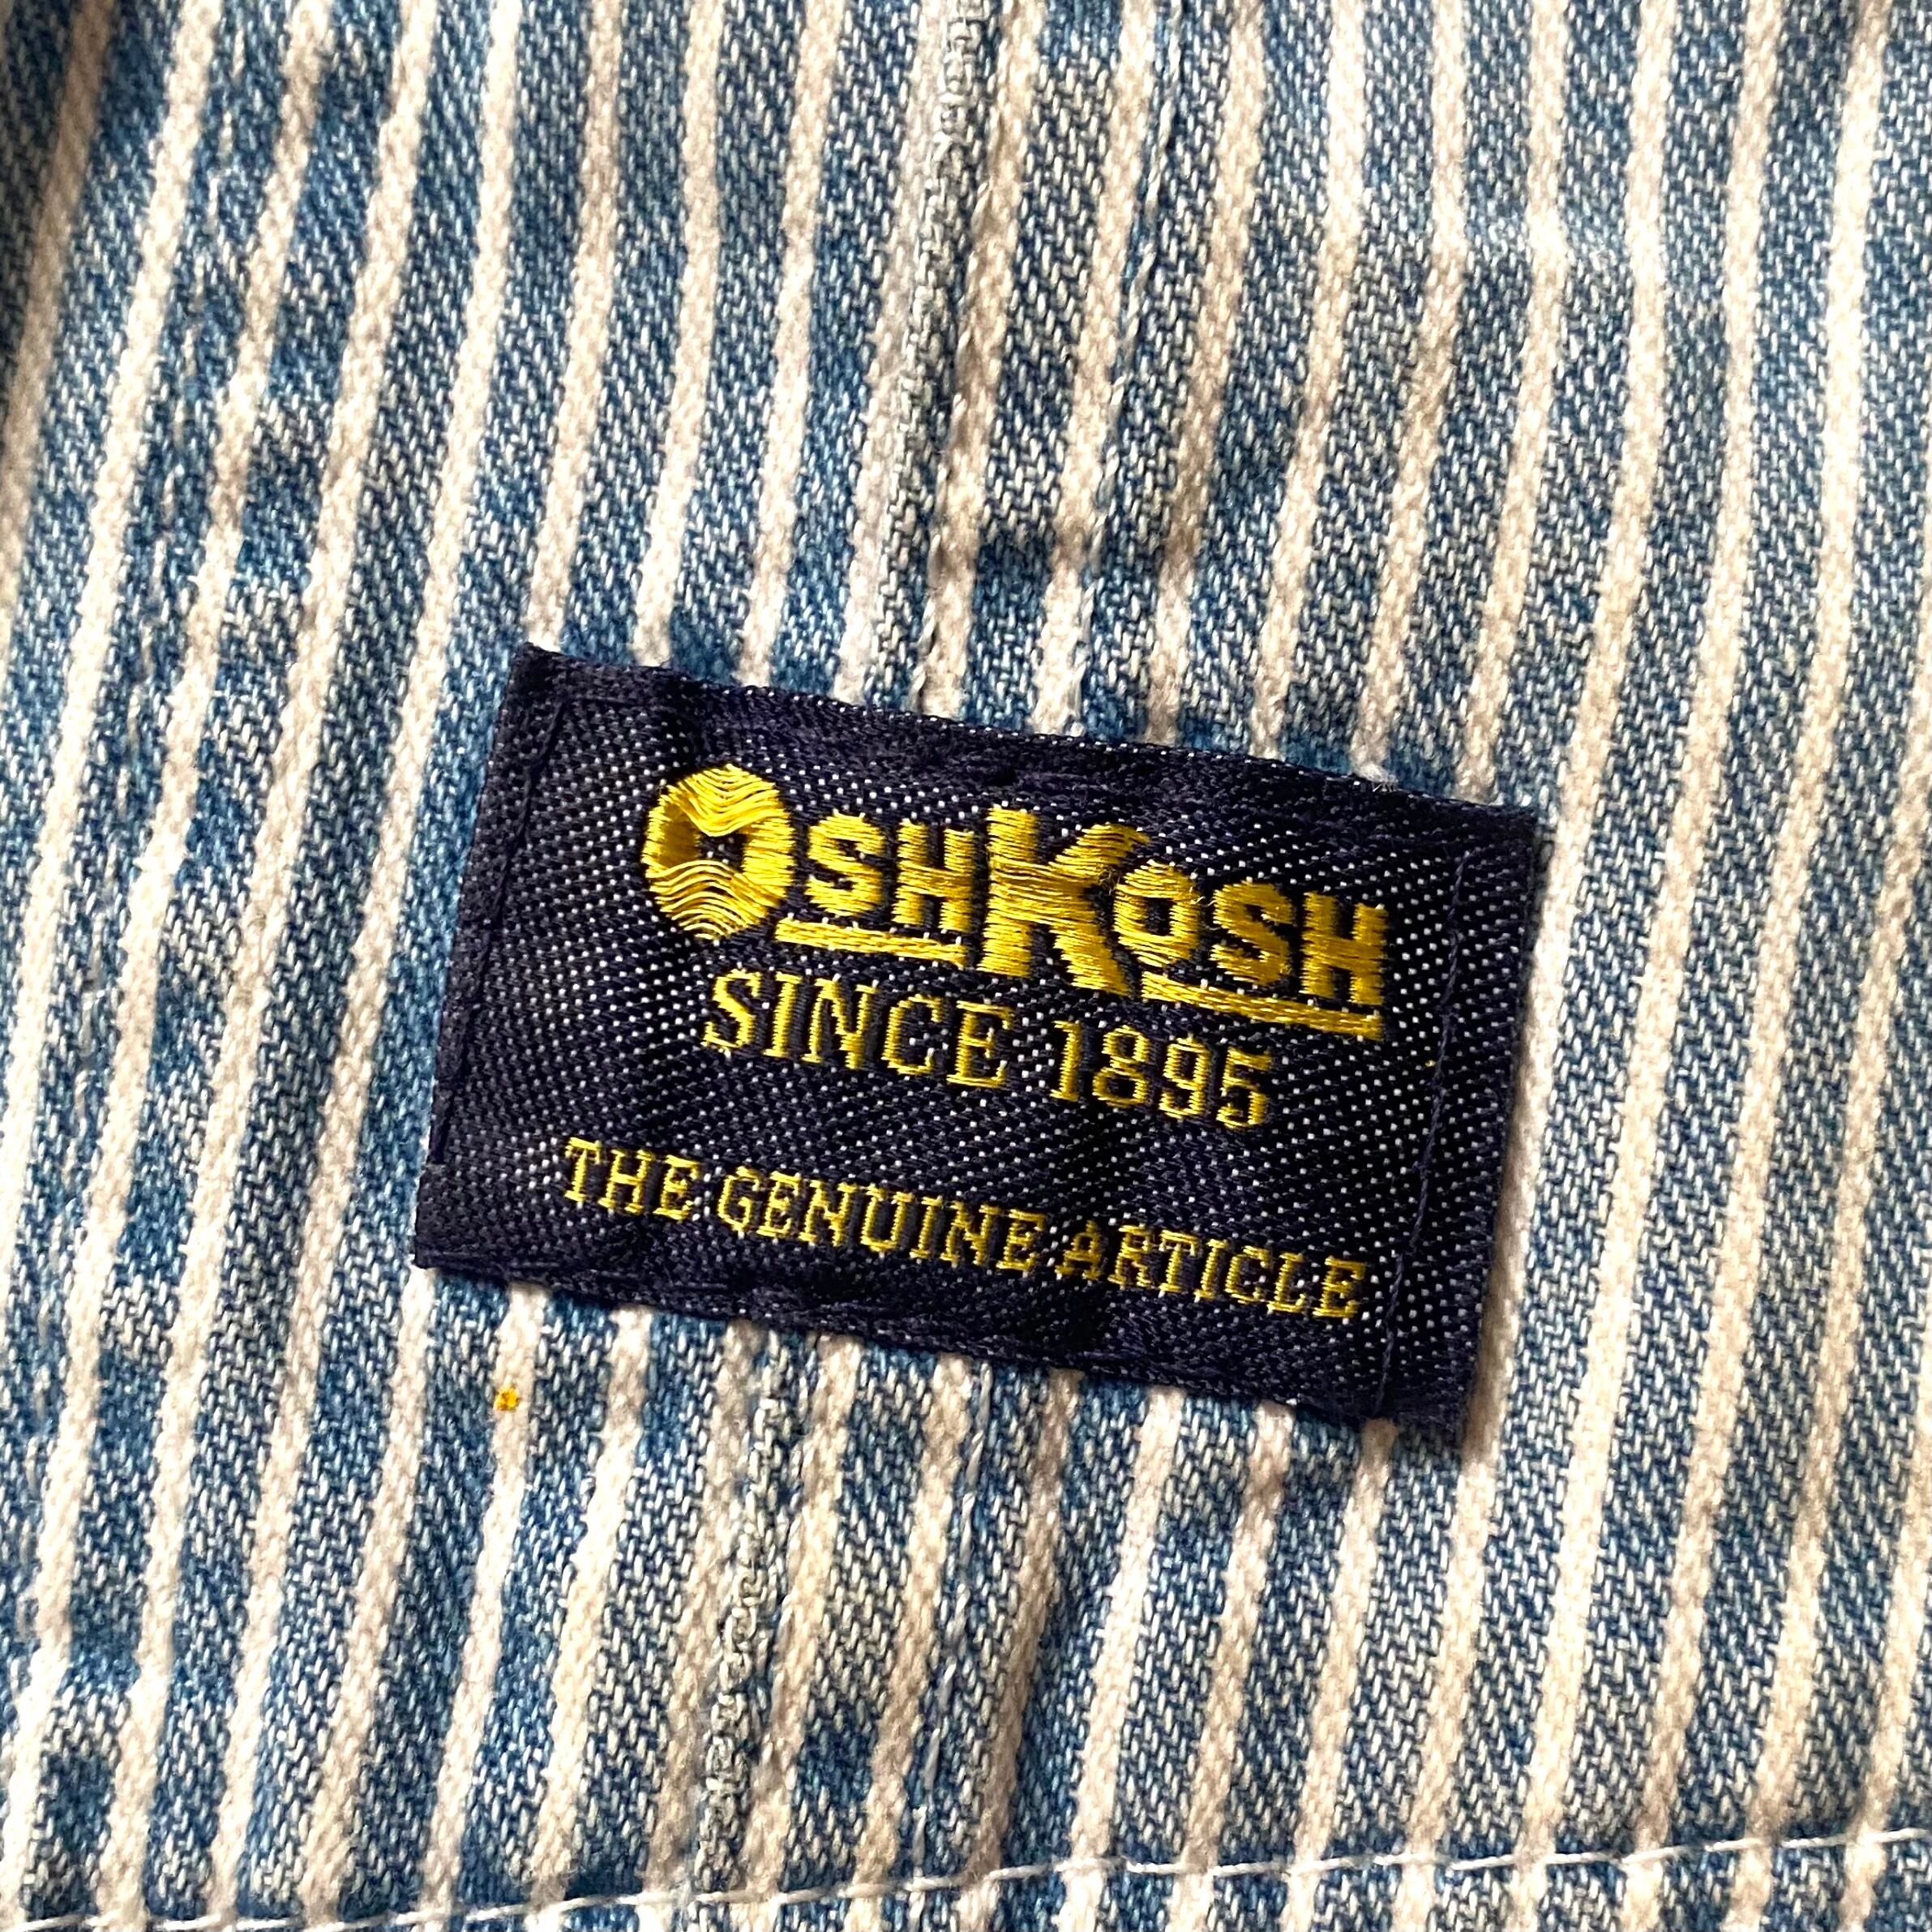 OSHKOSH
SINCE 1895
THE GENUINE ARTICLE